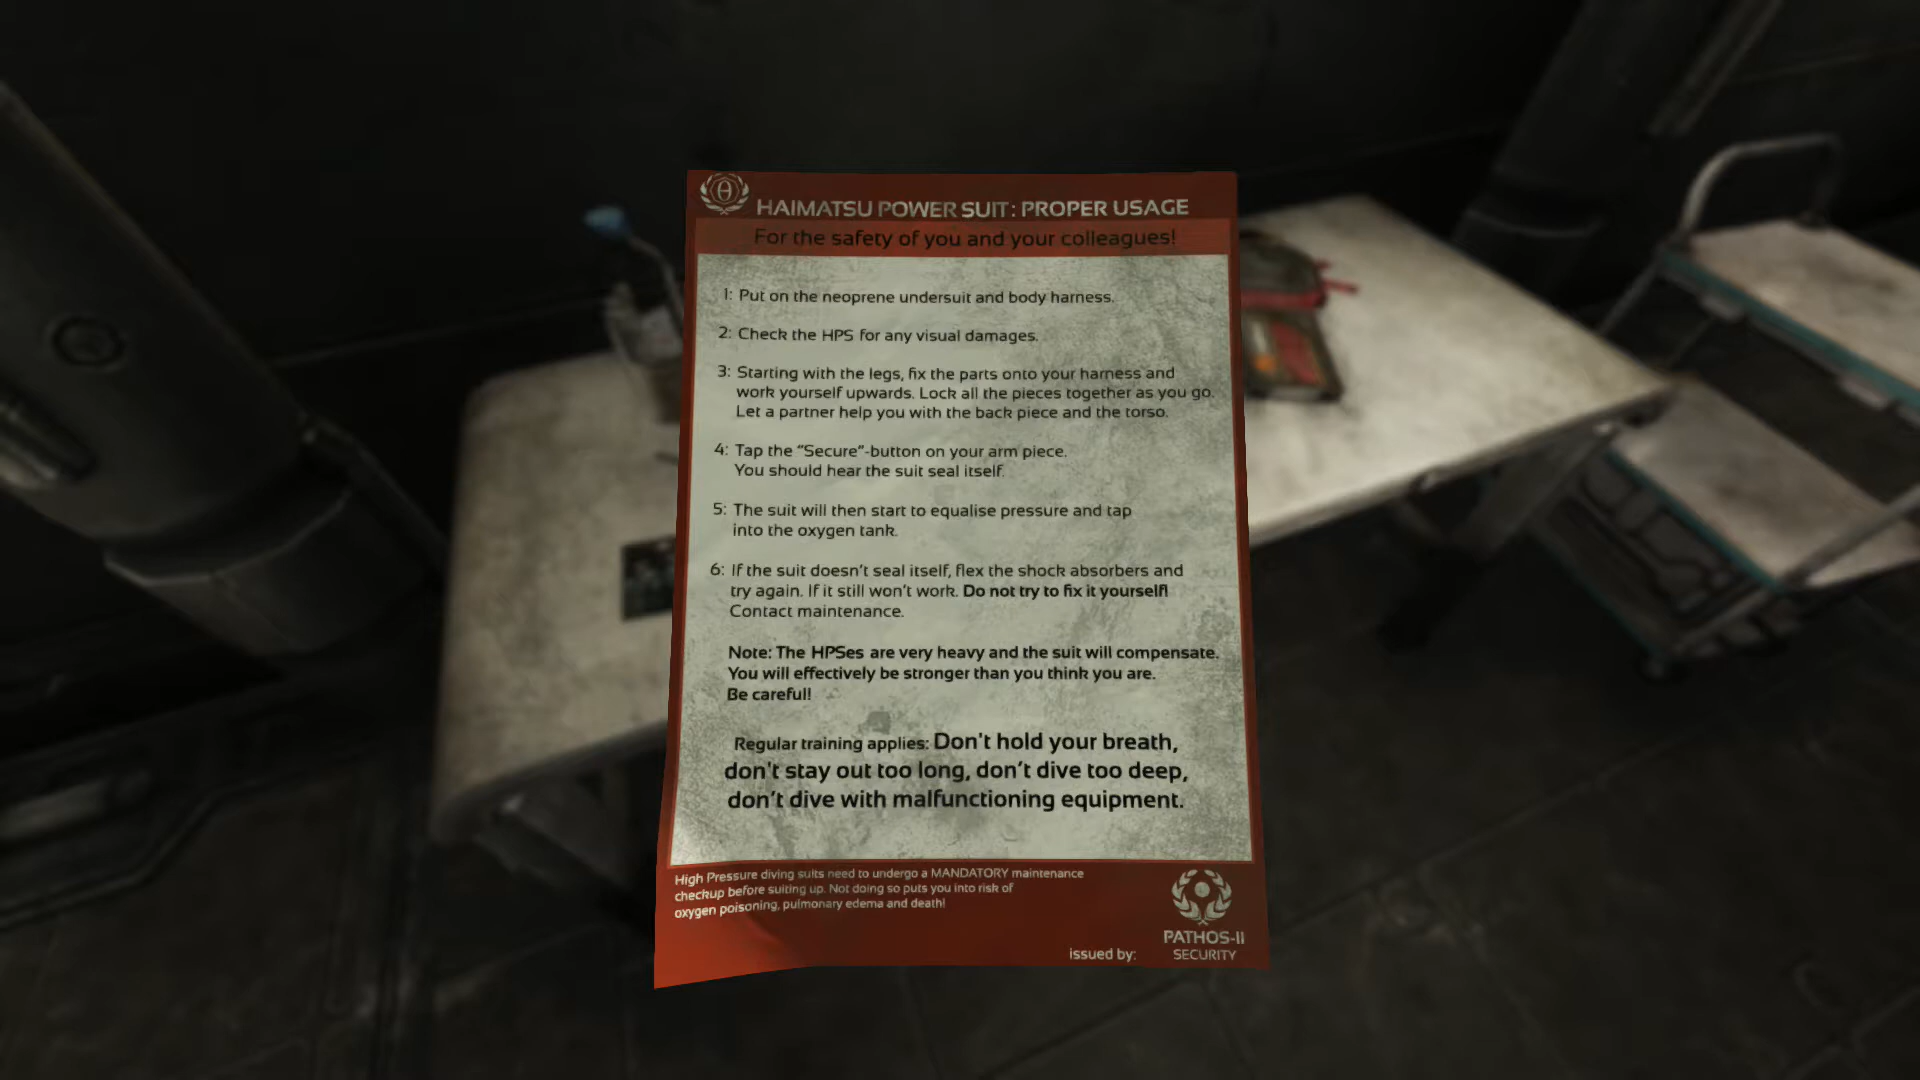 HAIMATSU POWER SUIT: PROPER USAGE
For the safety of you and your colleagues!
1: Put on the neoprene undersuit and body harness.
2: Check the HPS for any visual damages.
3: Starting with the legs, fix the parts onto your harness and
work yourself upwards. Lock all the pieces together as you go.
Let a partner help you with the back piece and the torso.
4: Tap the “Secure”-button on your arm piece.
You should hear the suit seal itself.
5: The suit will then start to equalise pressure and tap
into the oxygen tank.
6: If the suit doesn't seal itself, flex the shock absorbers and
try again. If it still won't work. Do not try to fix it yourself!
Contact maintenance.
Note: The HPSes are very heavy and the suit will compensate.
You will effectively be stronger than you think you are.
Be careful!
Regular training applies: Don't hold your breath,
don't stay out too long, don't dive too deep,
don't dive with malfunctioning equipment.
High Pressure diving suits need to undergo a MANDATORY maintenance
checkup before suiting up. Not doing so puts you into risk of
oxygen poisoning, pulmonary edema and death!
issued by:
PATHOS-II
SECURITY